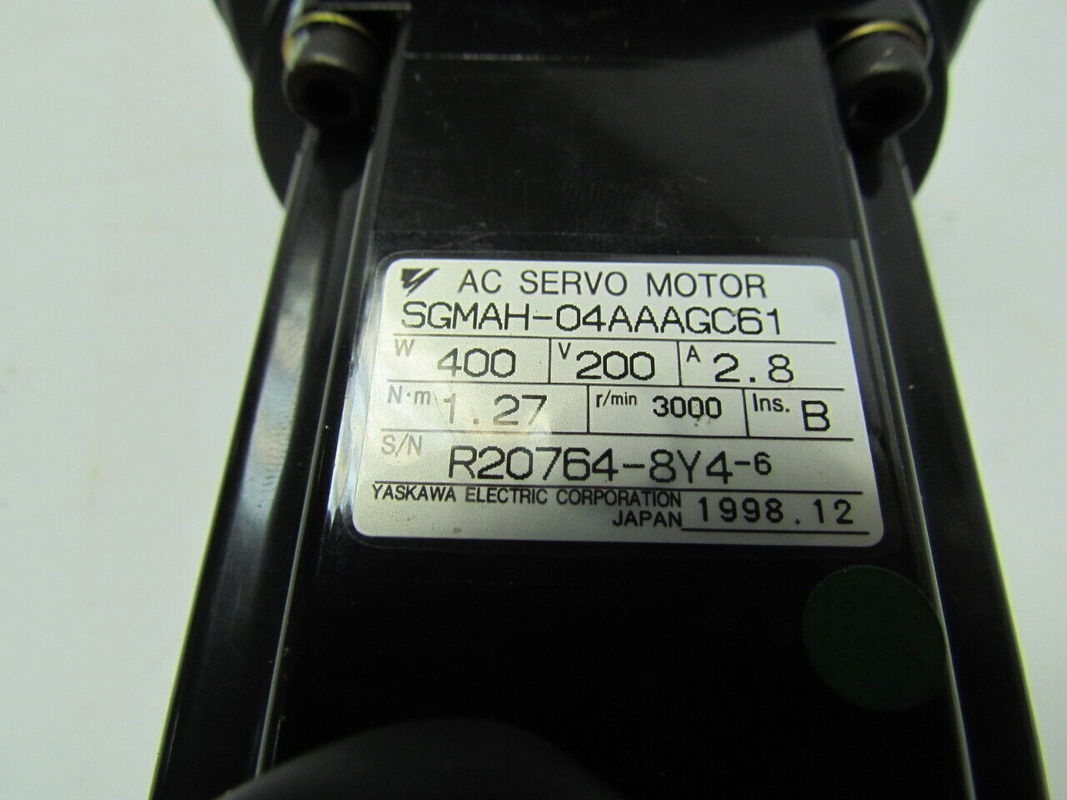 AC SERVO MOTOR
SGMAH-04AAAGC61
W 400 V 200 A 2.8
N·m 1.27 r/min 3000 Ins. B
S/N R20764-8Y4-6
YASKAWA ELECTRIC CORPORATION
JAPAN 1998.12